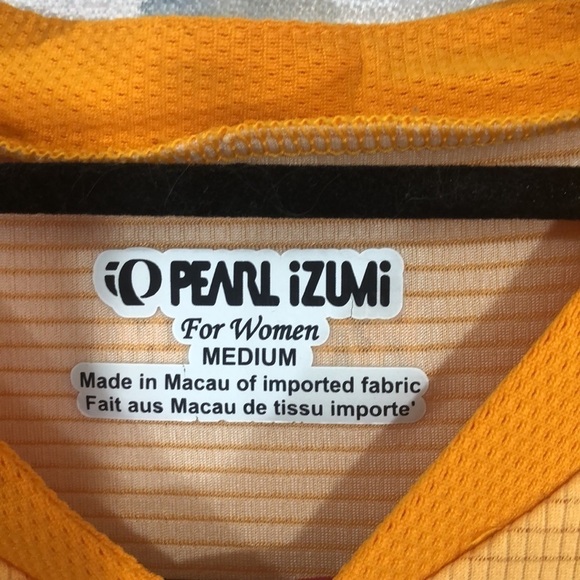 PEARL iZUMi
For Women
MEDIUM
Made in Macau of imported fabric
Fait aus Macau de tissu importe'